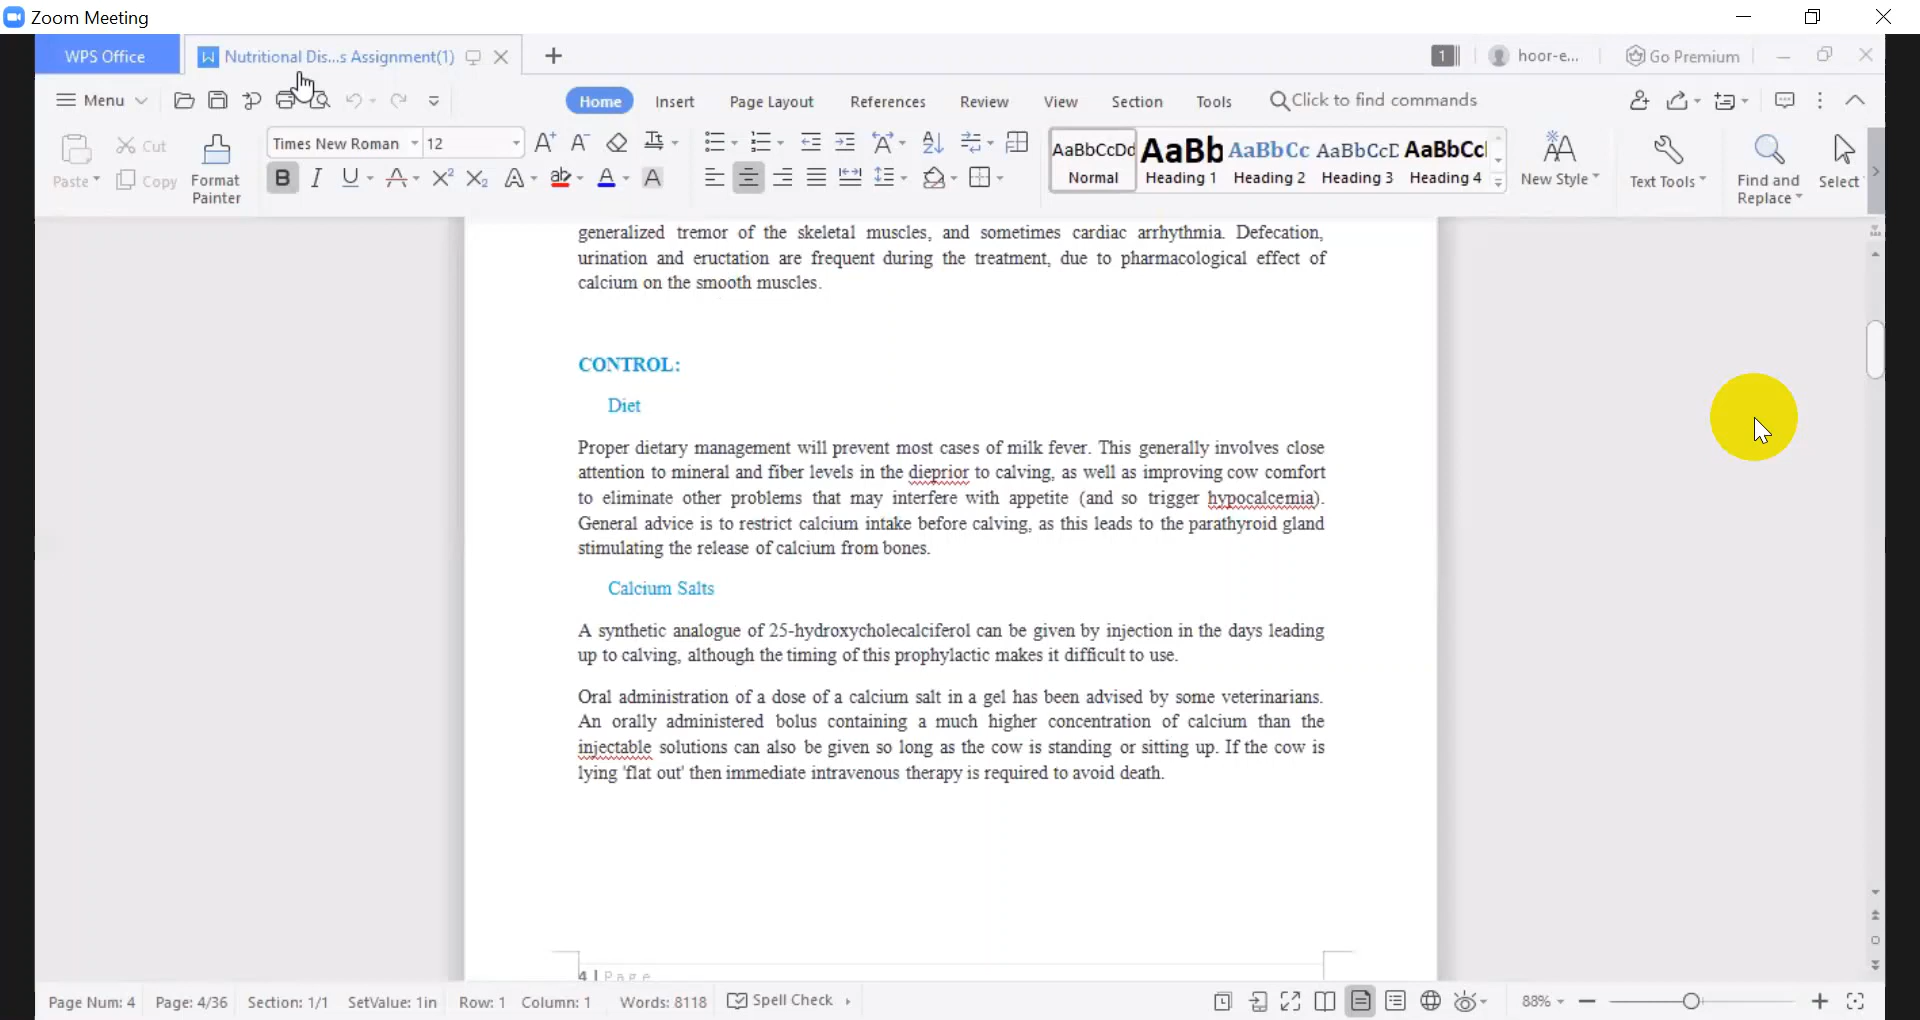 Zoom Meeting
WPS Office
Nutritional Dis...s Assignment(1)
1
hoor-e...
Go Premium
Menu
Home
Insert
Page Layout
References
Review
View
Section
Tools
Click to find commands
Paste
Cut
Copy
Format
Painter
Times New Roman
12
AaBbCcDd
Normal
AaBb
Heading 1
AaBbCc
Heading 2
AaBbCcD
Heading 3
AaBbCcl
Heading 4
New Style
Text Tools
Find and
Replace
Select
generalized tremor of the skeletal muscles, and sometimes cardiac arrhythmia. Defecation,
urination and eructation are frequent during the treatment, due to pharmacological effect of
calcium on the smooth muscles.
CONTROL:
Diet
Proper dietary management will prevent most cases of milk fever. This generally involves close
attention to mineral and fiber levels in the dieprior to calving, as well as improving cow comfort
to eliminate other problems that may interfere with appetite (and so trigger hypocalcemia).
General advice is to restrict calcium intake before calving, as this leads to the parathyroid gland
stimulating the release of calcium from bones.
Calcium Salts
A synthetic analogue of 25-hydroxycholecalciferol can be given by injection in the days leading
up to calving, although the timing of this prophylactic makes it difficult to use.
Oral administration of a dose of a calcium salt in a gel has been advised by some veterinarians.
An orally administered bolus containing a much higher concentration of calcium than the
injectable solutions can also be given so long as the cow is standing or sitting up. If the cow is
lying 'flat out' then immediate intravenous therapy is required to avoid death.
4 | Page
Page Num: 4
Page: 4/36
Section: 1/1
SetValue: 1in
Row: 1
Column: 1
Words: 8118
Spell Check
88%